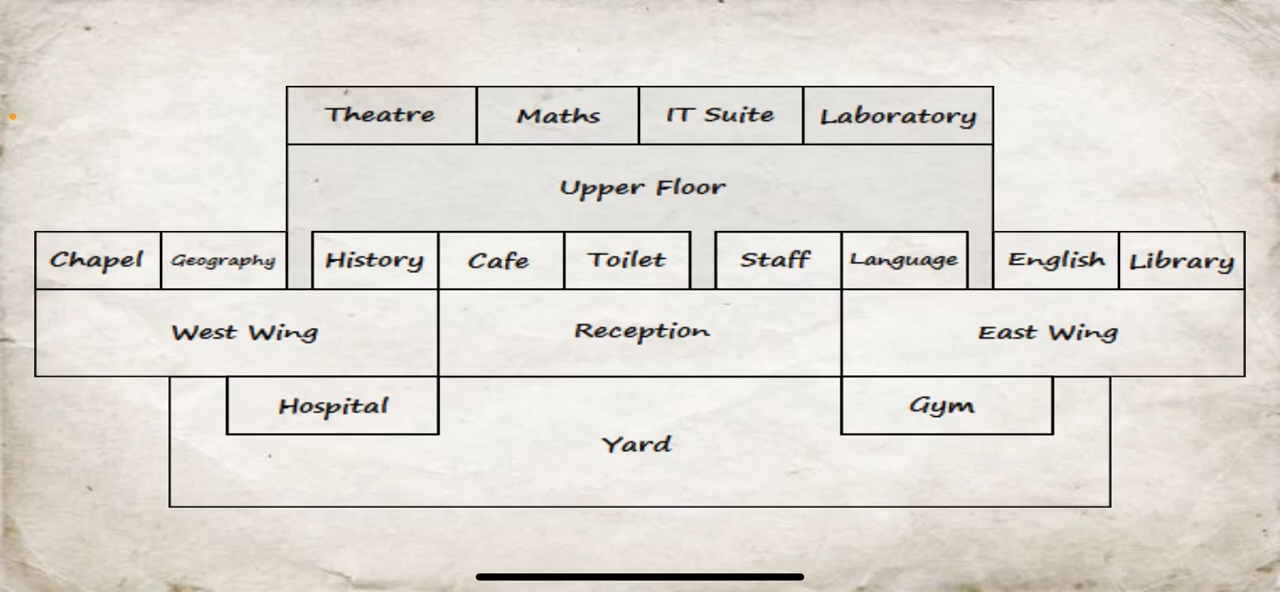 Theatre Maths IT Suite Laboratory
Upper Floor
Chapel Geography History Cafe Toilet Staff Language English Library
West Wing Reception East Wing
Hospital Gym
Yard